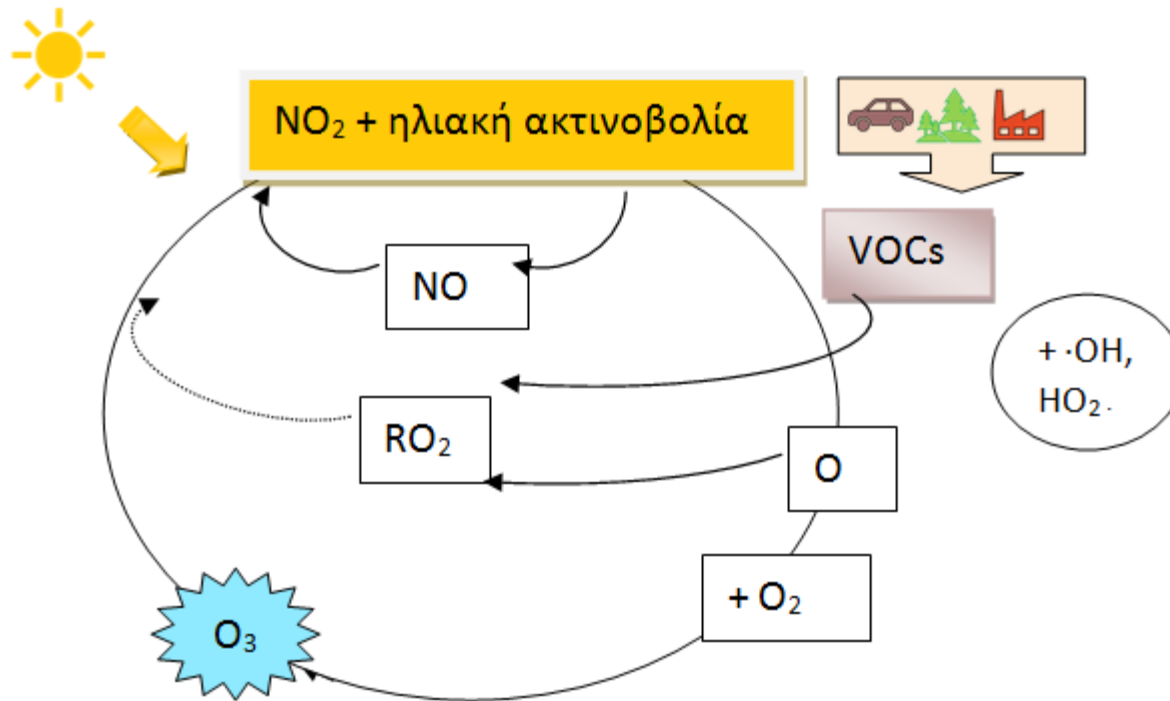 NO₂ + ηλιακή ακτινοβολία
VOCs
NO
+ ·OH,
HO₂·
RO₂
O
+ O₂
O₃